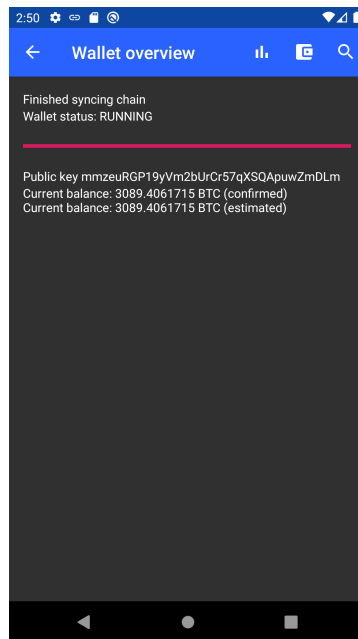 2:50
Wallet overview
Finished syncing chain
Wallet status: RUNNING
Public key mmzeuRGP19yVm2bUrCr57qXSQApuwZmDLm
Current balance: 3089.4061715 BTC (confirmed)
Current balance: 3089.4061715 BTC (estimated)